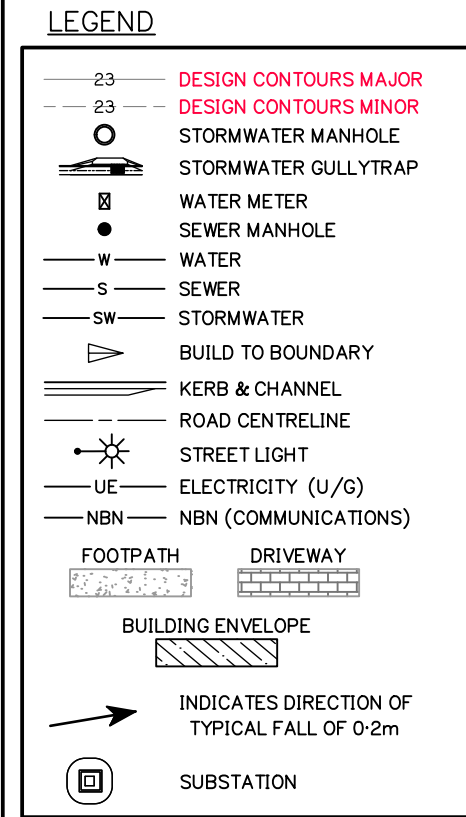 LEGEND
23 DESIGN CONTOURS MAJOR
23 DESIGN CONTOURS MINOR
STORMWATER MANHOLE
STORMWATER GULLYTRAP
WATER METER
SEWER MANHOLE
W WATER
S SEWER
SW STORMWATER
BUILD TO BOUNDARY
KERB & CHANNEL
ROAD CENTRELINE
STREET LIGHT
UE ELECTRICITY (U/G)
NBN NBN (COMMUNICATIONS)
FOOTPATH DRIVEWAY
BUILDING ENVELOPE
INDICATES DIRECTION OF
TYPICAL FALL OF 0·2m
SUBSTATION